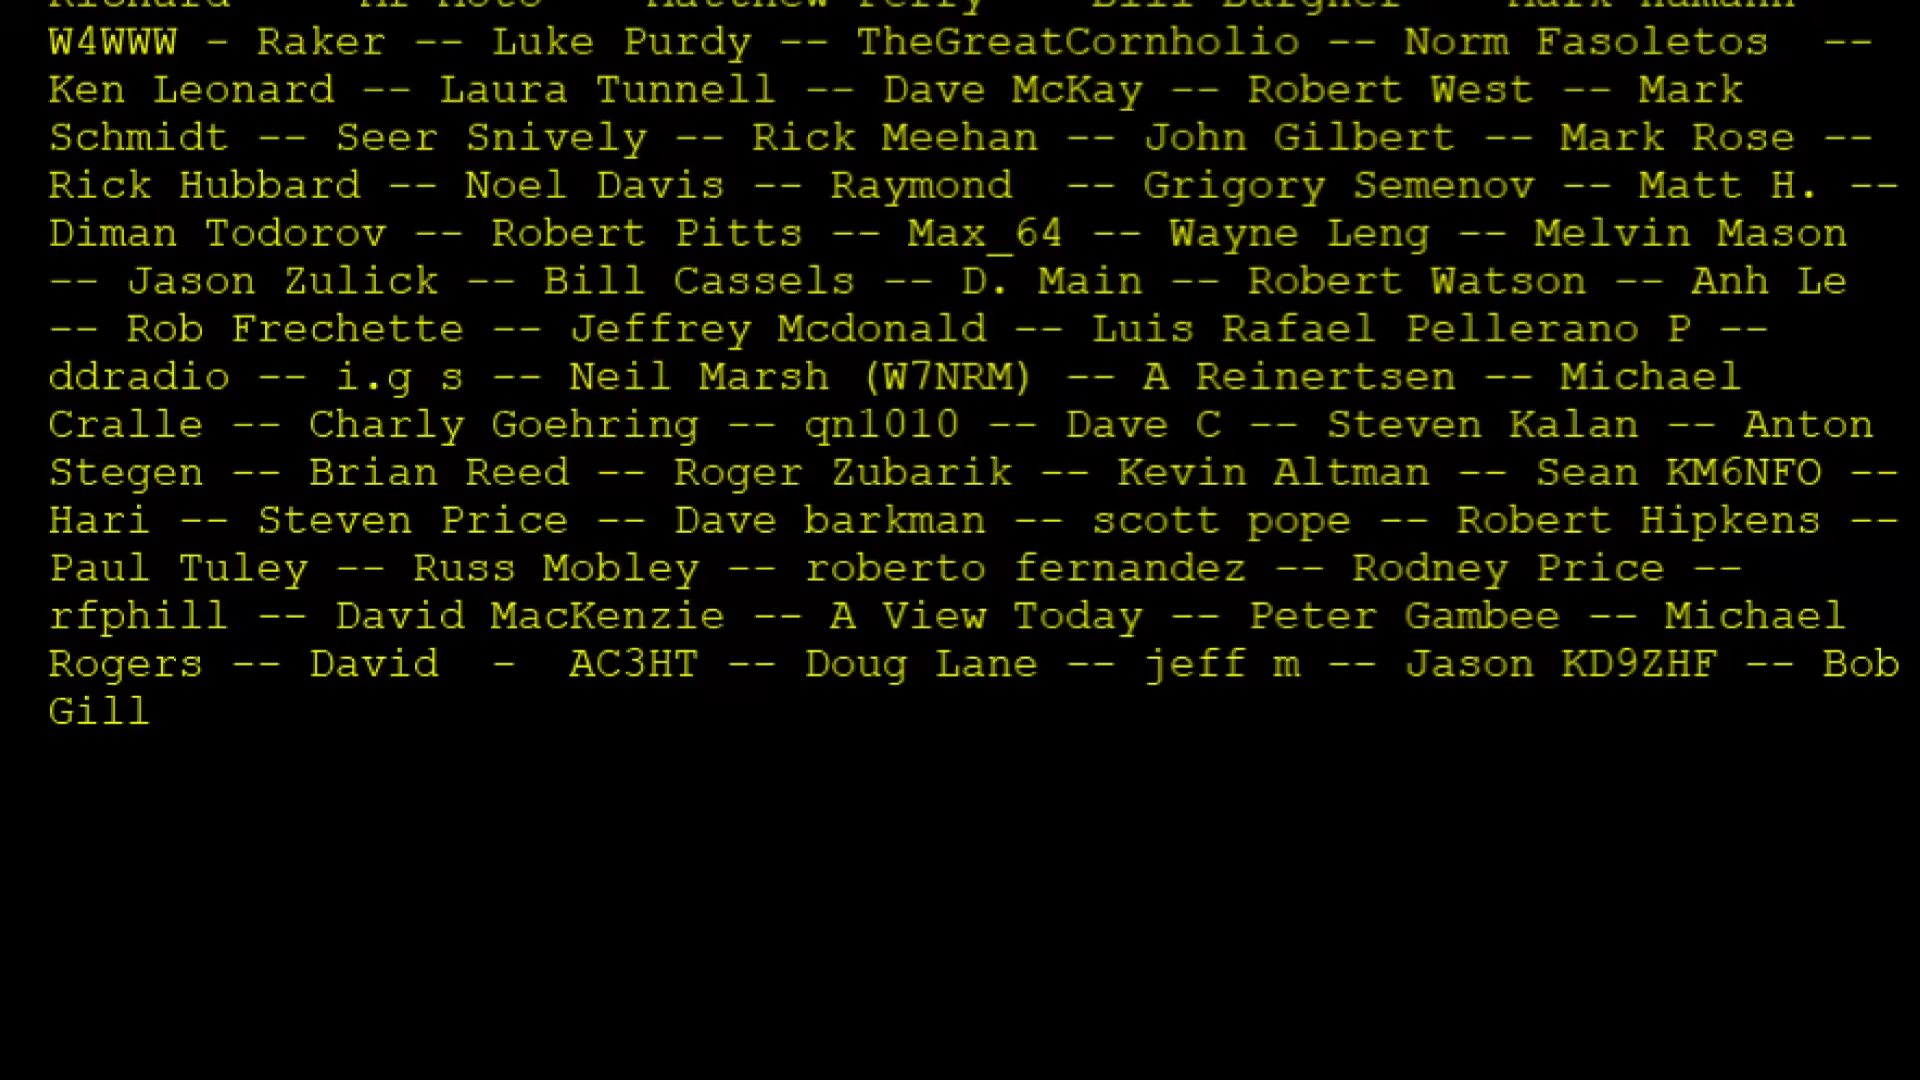 W4WWW - Raker -- Luke Purdy -- TheGreatCornholio -- Norm Fasoletos  --
Ken Leonard -- Laura Tunnell -- Dave McKay -- Robert West -- Mark
Schmidt -- Seer Snively -- Rick Meehan -- John Gilbert -- Mark Rose --
Rick Hubbard -- Noel Davis -- Raymond  -- Grigory Semenov -- Matt H. --
Diman Todorov -- Robert Pitts -- Max_64 -- Wayne Leng -- Melvin Mason
-- Jason Zulick -- Bill Cassels -- D. Main -- Robert Watson -- Anh Le
-- Rob Frechette -- Jeffrey Mcdonald -- Luis Rafael Pellerano P --
ddradio -- i.g s -- Neil Marsh (W7NRM) -- A Reinertsen -- Michael
Cralle -- Charly Goehring -- qn1010 -- Dave C -- Steven Kalan -- Anton
Stegen -- Brian Reed -- Roger Zubarik -- Kevin Altman -- Sean KM6NFO --
Hari -- Steven Price -- Dave barkman -- scott pope -- Robert Hipkens --
Paul Tuley -- Russ Mobley -- roberto fernandez -- Rodney Price --
rfphill -- David MacKenzie -- A View Today -- Peter Gambee -- Michael
Rogers -- David  -  AC3HT -- Doug Lane -- jeff m -- Jason KD9ZHF -- Bob
Gill